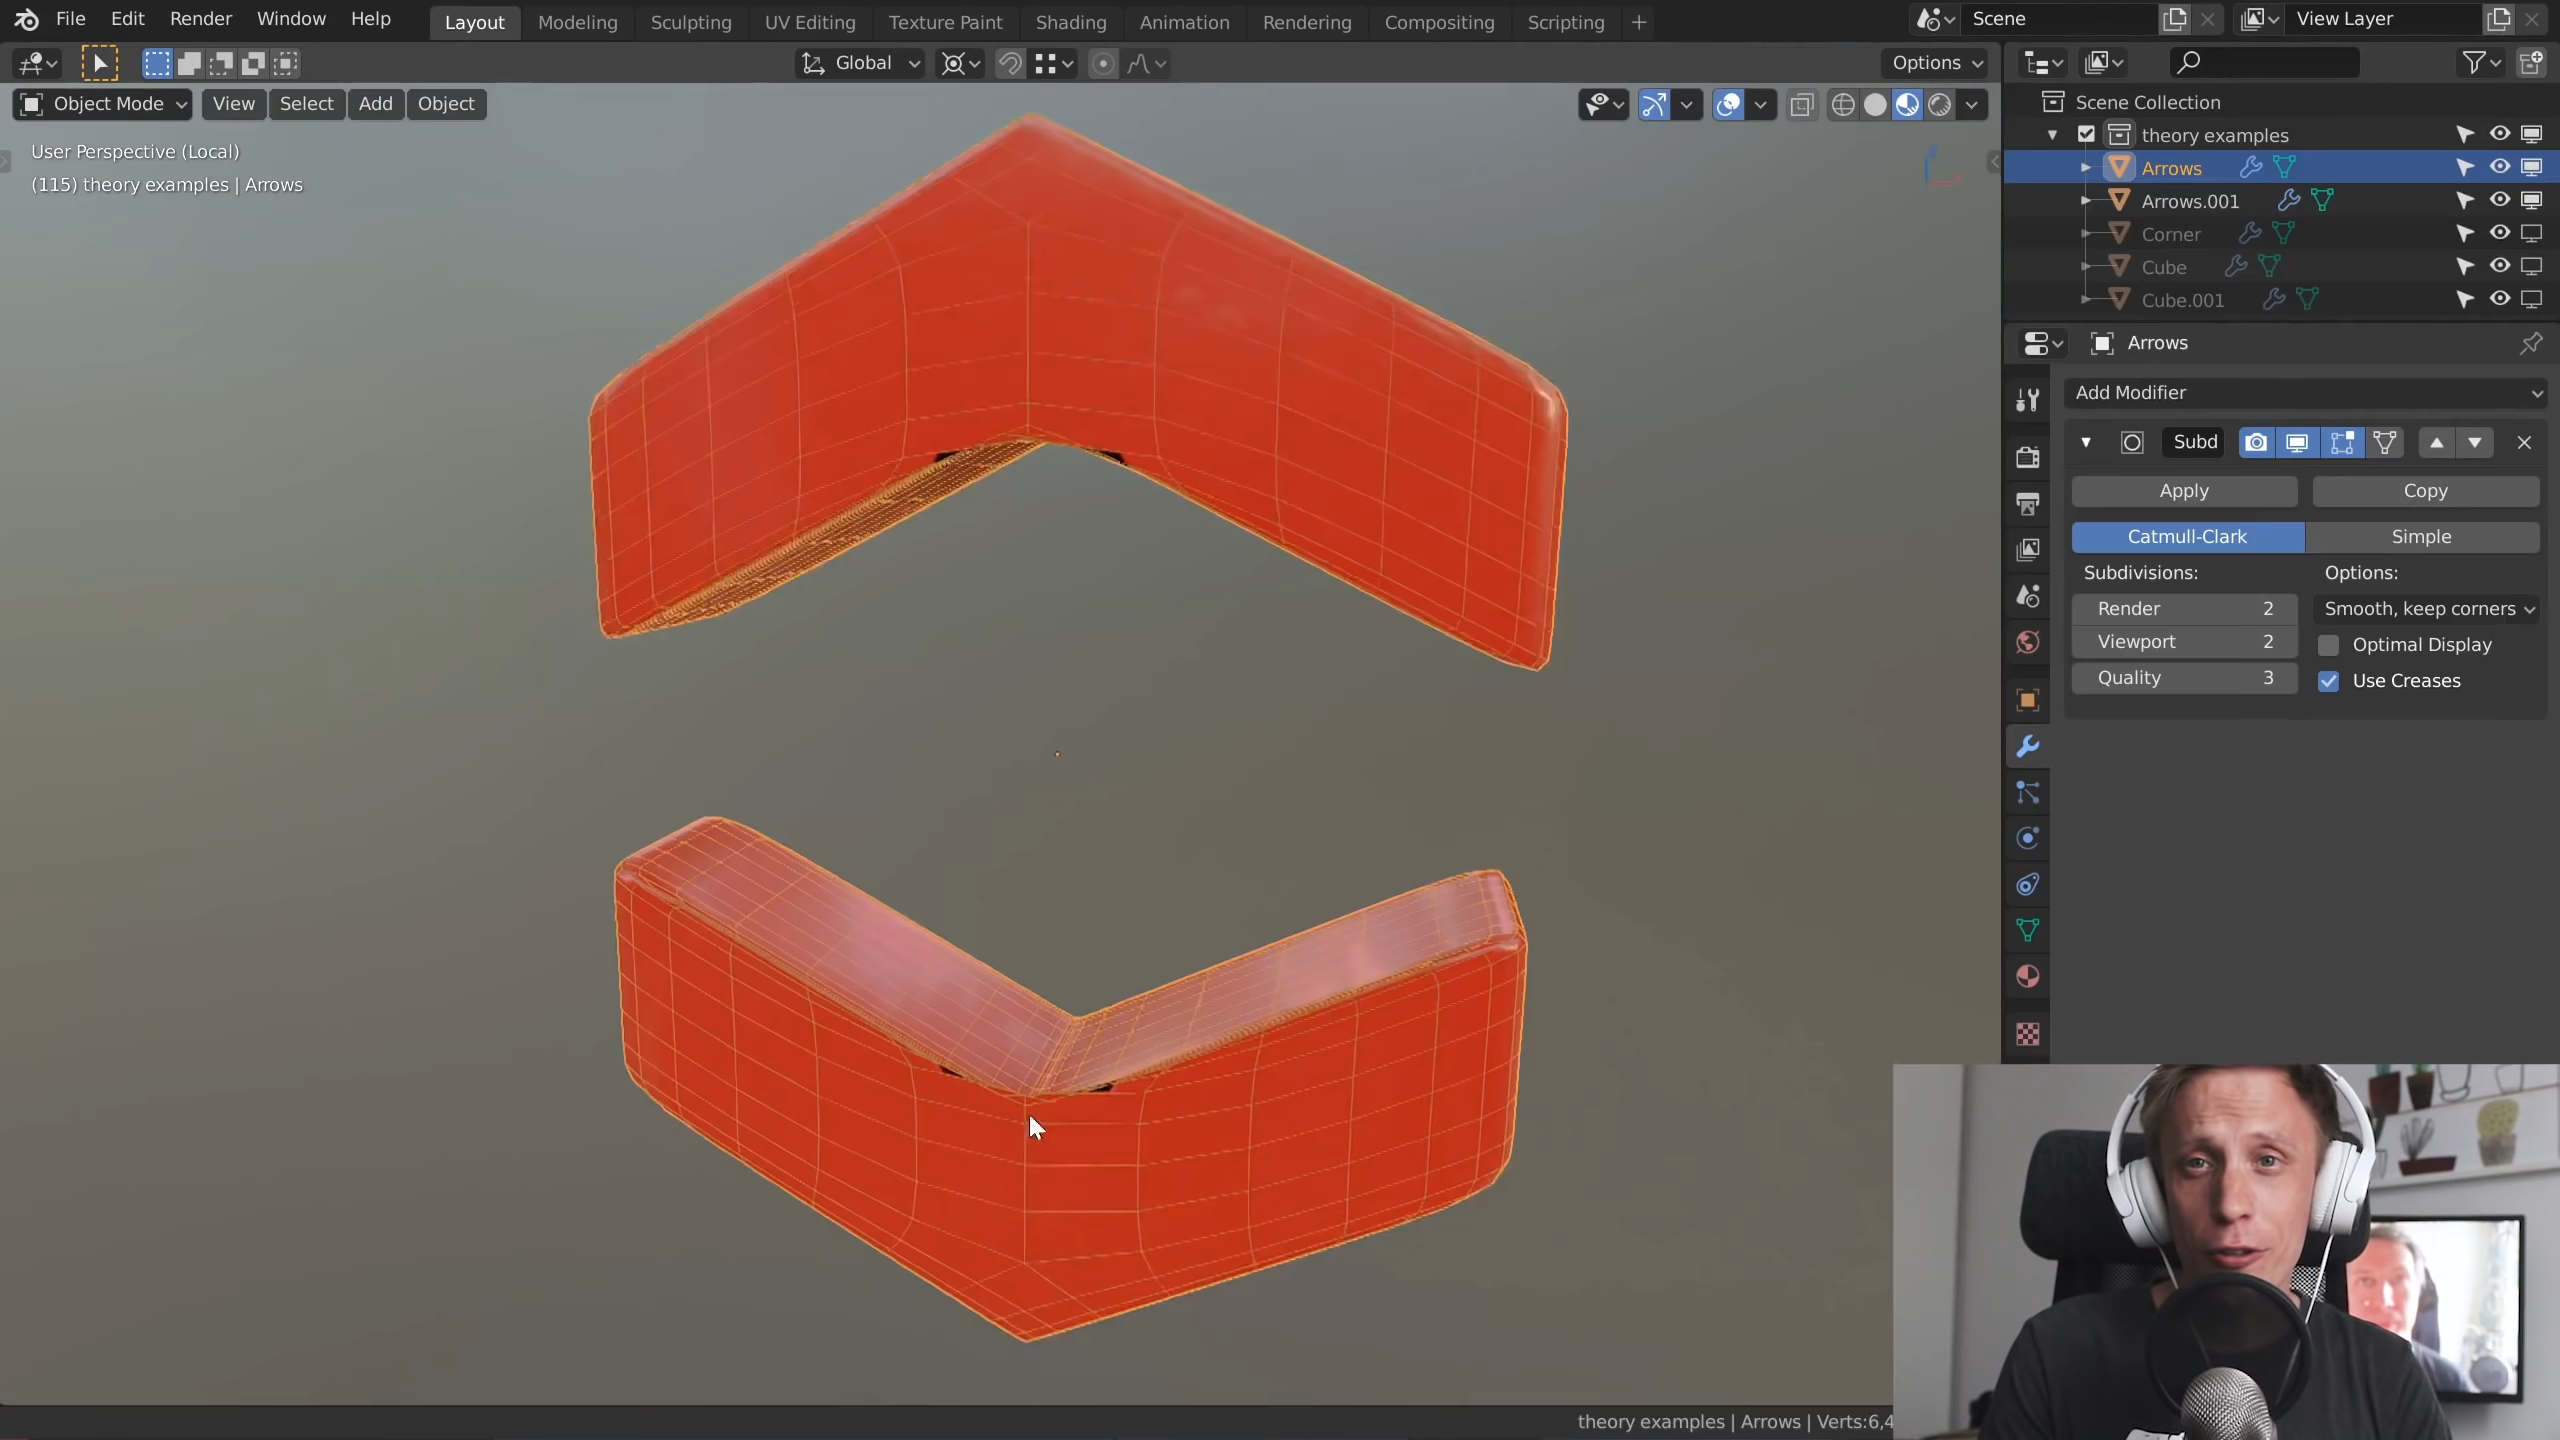 File Edit Render Window Help Layout Modeling Sculpting UV Editing Texture Paint Shading Animation Rendering Compositing Scripting + Scene View Layer
Global Options
Object Mode View Select Add Object
User Perspective (Local)
(115) theory examples | Arrows
Scene Collection
theory examples
Arrows
Arrows.001
Corner
Cube
Cube.001
Arrows
Add Modifier
Subd
Apply Copy
Catmull-Clark Simple
Subdivisions: Options:
Render 2 Smooth, keep corners
Viewport 2 Optimal Display
Quality 3 Use Creases
theory examples | Arrows | Verts:6,4